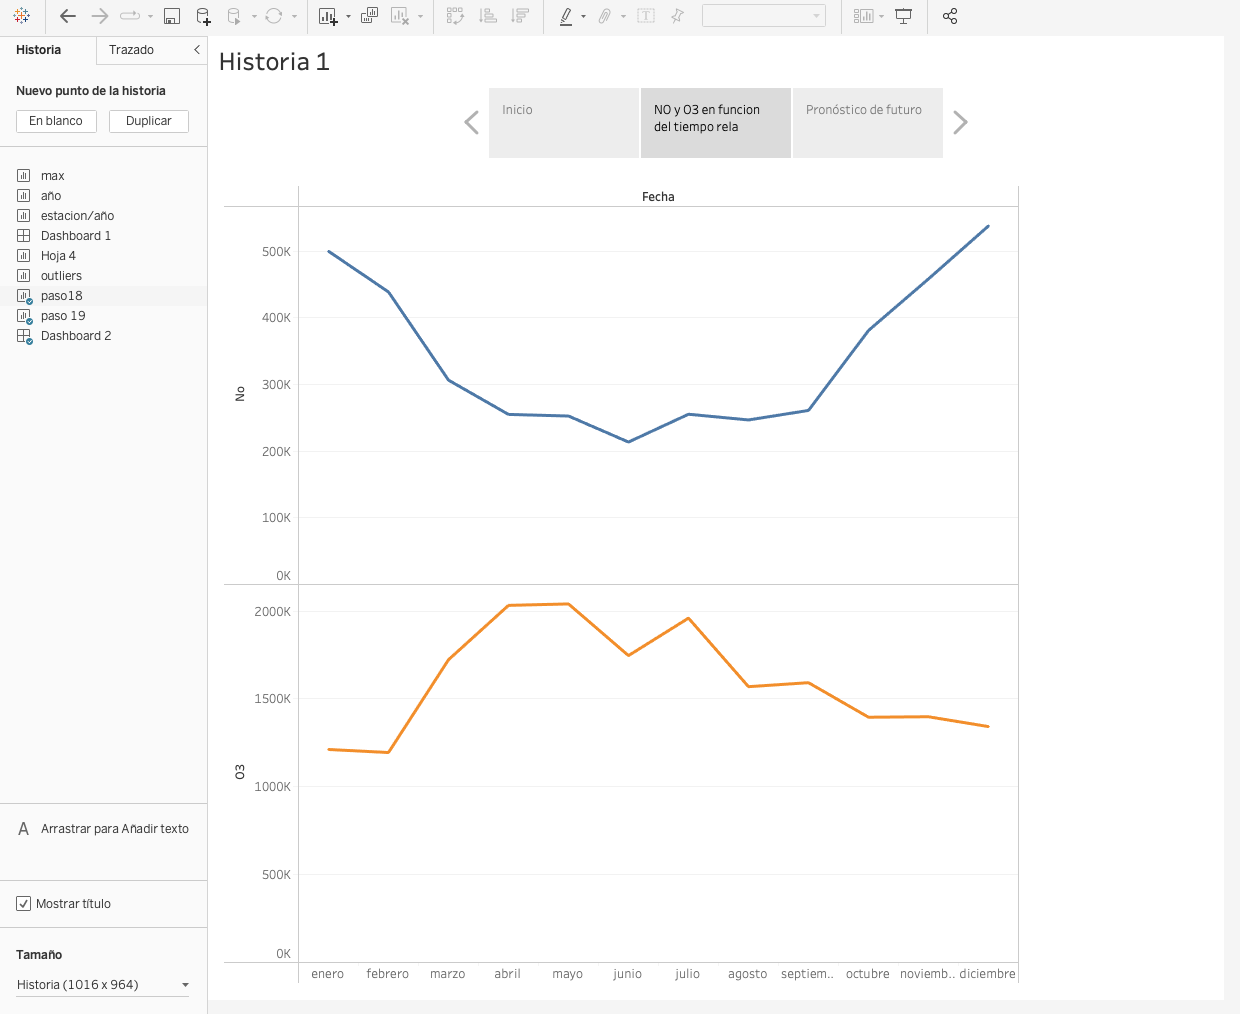 Historia
Trazado
Nuevo punto de la historia
En blanco
Duplicar
max
año
estacion/año
Dashboard 1
Hoja 4
outliers
paso18
paso 19
Dashboard 2
A Arrastrar para Añadir texto
Mostrar título
Tamaño
Historia (1016 x 964)
Historia 1
Inicio
NO y O3 en funcion
del tiempo rela
Pronóstico de futuro
Fecha
No
500K
400K
300K
200K
100K
0K
O3
2000K
1500K
1000K
500K
0K
enero febrero marzo abril mayo junio julio agosto septiem.. octubre noviemb.. diciembre